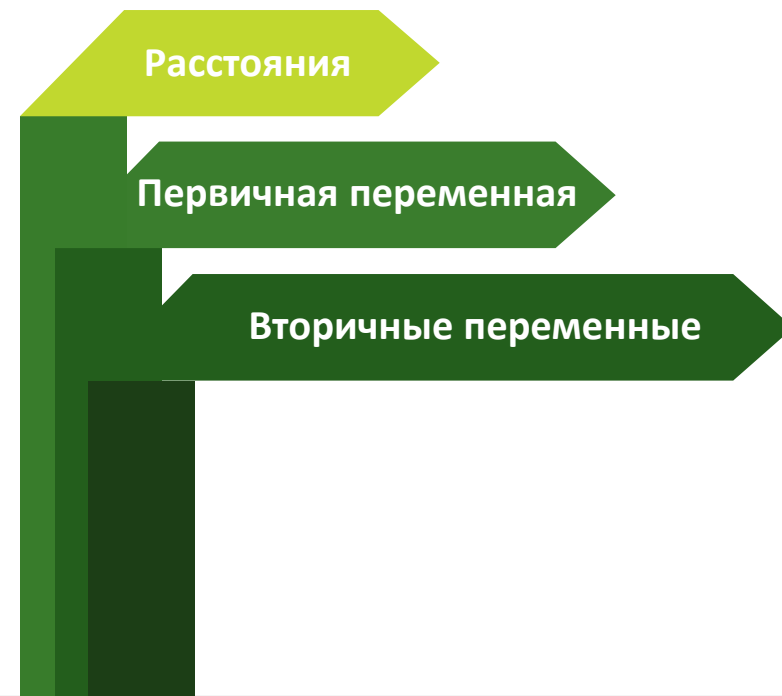 Расстояния
Первичная переменная
Вторичные переменные